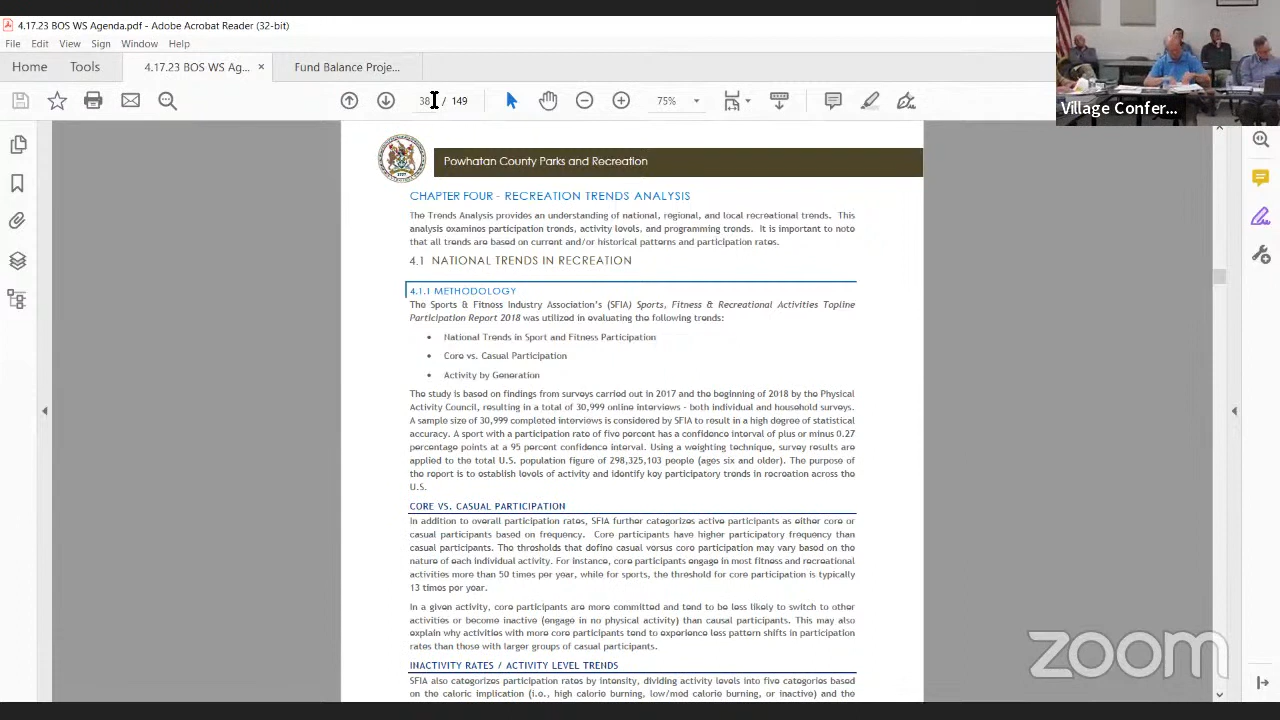 4.17.23 BOS WS Agenda.pdf - Adobe Acrobat Reader (32-bit)
File Edit View Sign Window Help
Home Tools 4.17.23 BOS WS Ag... × Fund Balance Proje...
38 / 149 75%
Village Confer...
Powhatan County Parks and Recreation
CHAPTER FOUR - RECREATION TRENDS ANALYSIS
The Trends Analysis provides an understanding of national, regional, and local recreational trends. This
analysis examines participation trends, activity levels, and programming trends. It is important to note
that all trends are based on current and/or historical patterns and participation rates.
4.1 NATIONAL TRENDS IN RECREATION
4.1.1 METHODOLOGY
The Sports & Fitness Industry Association's (SFIA) Sports, Fitness & Recreational Activities Topline
Participation Report 2018 was utilized in evaluating the following trends:
• National Trends in Sport and Fitness Participation
• Core vs. Casual Participation
• Activity by Generation
The study is based on findings from surveys carried out in 2017 and the beginning of 2018 by the Physical
Activity Council, resulting in a total of 30,999 online interviews - both individual and household surveys.
A sample size of 30,999 completed interviews is considered by SFIA to result in a high degree of statistical
accuracy. A sport with a participation rate of five percent has a confidence interval of plus or minus 0.27
percentage points at a 95 percent confidence interval. Using a weighting technique, survey results are
applied to the total U.S. population figure of 298,325,103 people (ages six and older). The purpose of
the report is to establish levels of activity and identify key participatory trends in recreation across the
U.S.
CORE VS. CASUAL PARTICIPATION
In addition to overall participation rates, SFIA further categorizes active participants as either core or
casual participants based on frequency. Core participants have higher participatory frequency than
casual participants. The thresholds that define casual versus core participation may vary based on the
nature of each individual activity. For instance, core participants engage in most fitness and recreational
activities more than 50 times per year, while for sports, the threshold for core participation is typically
13 times per year.
In a given activity, core participants are more committed and tend to be less likely to switch to other
activities or become inactive (engage in no physical activity) than causal participants. This may also
explain why activities with more core participants tend to experience less pattern shifts in participation
rates than those with larger groups of casual participants.
INACTIVITY RATES / ACTIVITY LEVEL TRENDS
SFIA also categorizes participation rates by intensity, dividing activity levels into five categories based
on the caloric implication (i.e., high calorie burning, low/med calorie burning, or inactive) and the
zoom